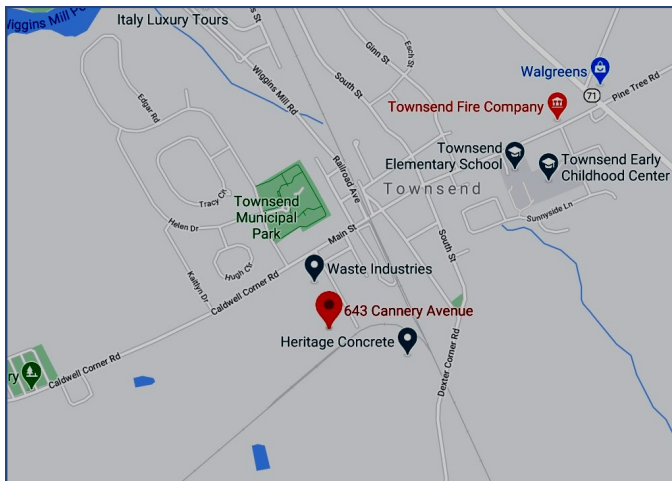 Wiggins Mill Po
Italy Luxury Tours
s St
Ginn St
Esch St
Wiggins Mill Rd
South St
Walgreens
71
Pine Tree Rd
Townsend Fire Company
Edgar Rd
Townsend
Elementary School
Townsend Early
Childhood Center
Railroad Ave
Townsend
Tracy Cir
Townsend
Municipal
Park
Helen Dr
Main St
South St
Sunnyside Ln
Hugh Ct
Waste Industries
Kaitlyn Dr
Caldwell Corner Rd
643 Cannery Avenue
Heritage Concrete
Caldwell Corner Rd
ry
Dexter Corner Rd